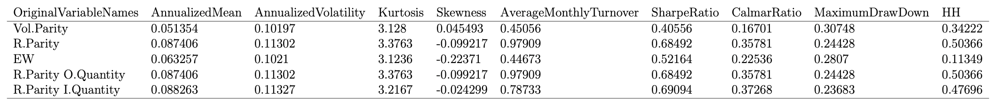 OriginalVariableNames AnnualizedMean AnnualizedVolatility Kurtosis Skewness AverageMonthlyTurnover SharpeRatio CalmarRatio MaximumDrawDown HH
Vol.Parity 0.051354 0.10197 3.128 0.045493 0.45056 0.40556 0.16701 0.30748 0.34222
R.Parity 0.087406 0.11302 3.3763 -0.099217 0.97909 0.68492 0.35781 0.24428 0.50366
EW 0.063257 0.1021 3.1236 -0.22371 0.44673 0.52164 0.22536 0.2807 0.11349
R.Parity O.Quantity 0.087406 0.11302 3.3763 -0.099217 0.97909 0.68492 0.35781 0.24428 0.50366
R.Parity I.Quantity 0.088263 0.11327 3.2167 -0.024299 0.78733 0.69094 0.37268 0.23683 0.47696